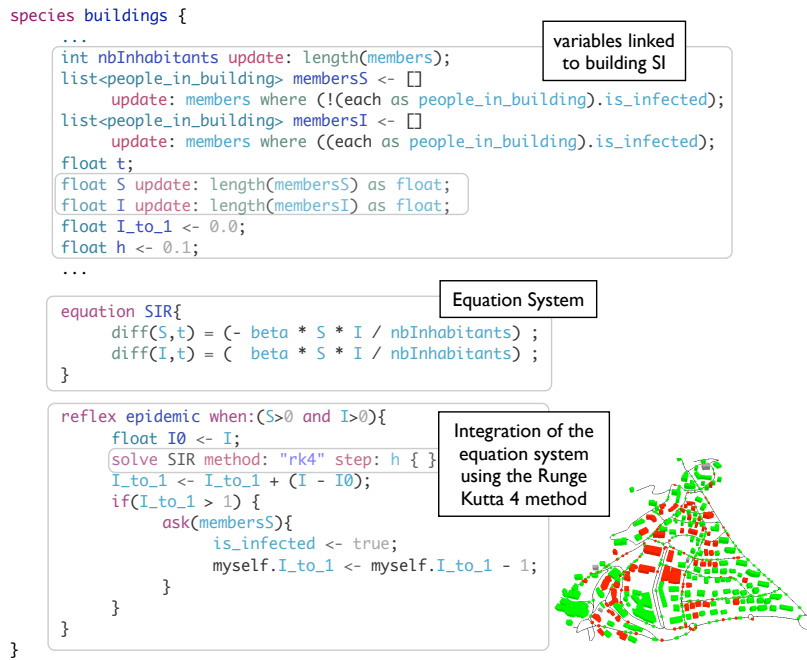 species buildings {
...
int nbInhabitants update: length(members);
variables linked
to building SI
list<people_in_building> membersS <- []
update: members where (!(each as people_in_building).is_infected);
list<people_in_building> membersI <- []
update: members where ((each as people_in_building).is_infected);
float t;
float S update: length(membersS) as float;
float I update: length(membersI) as float;
float I_to_1 <- 0.0;
float h <- 0.1;
...
Equation System
equation SIR{
diff(S,t) = (- beta * S * I / nbInhabitants) ;
diff(I,t) = (  beta * S * I / nbInhabitants) ;
}
reflex epidemic when:(S>0 and I>0){
float I0 <- I;
solve SIR method: "rk4" step: h { }
I_to_1 <- I_to_1 + (I - I0);
if(I_to_1 > 1) {
ask(membersS){
is_infected <- true;
myself.I_to_1 <- myself.I_to_1 - 1;
}
}
}
Integration of the
equation system
using the Runge
Kutta 4 method
}